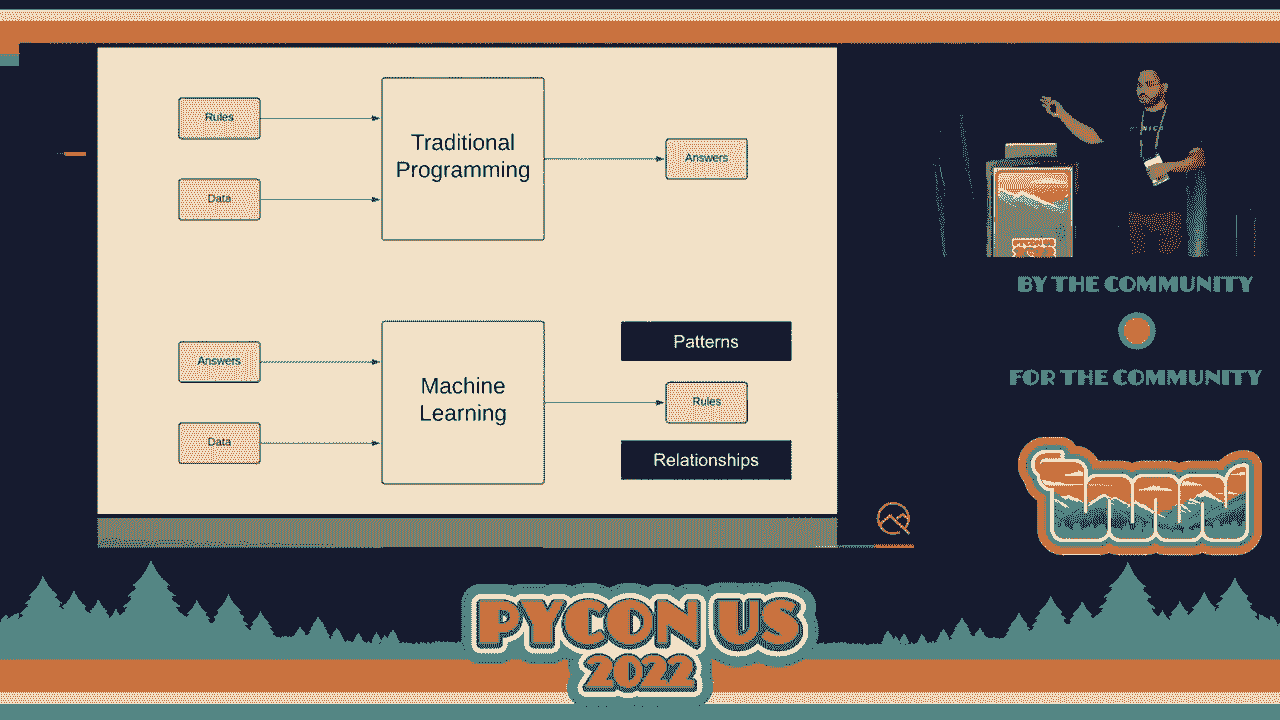 Rules
Data
Traditional
Programming
Answers
Answers
Data
Machine
Learning
Patterns
Rules
Relationships
BY THE COMMUNITY
FOR THE COMMUNITY
PYCON US
2022